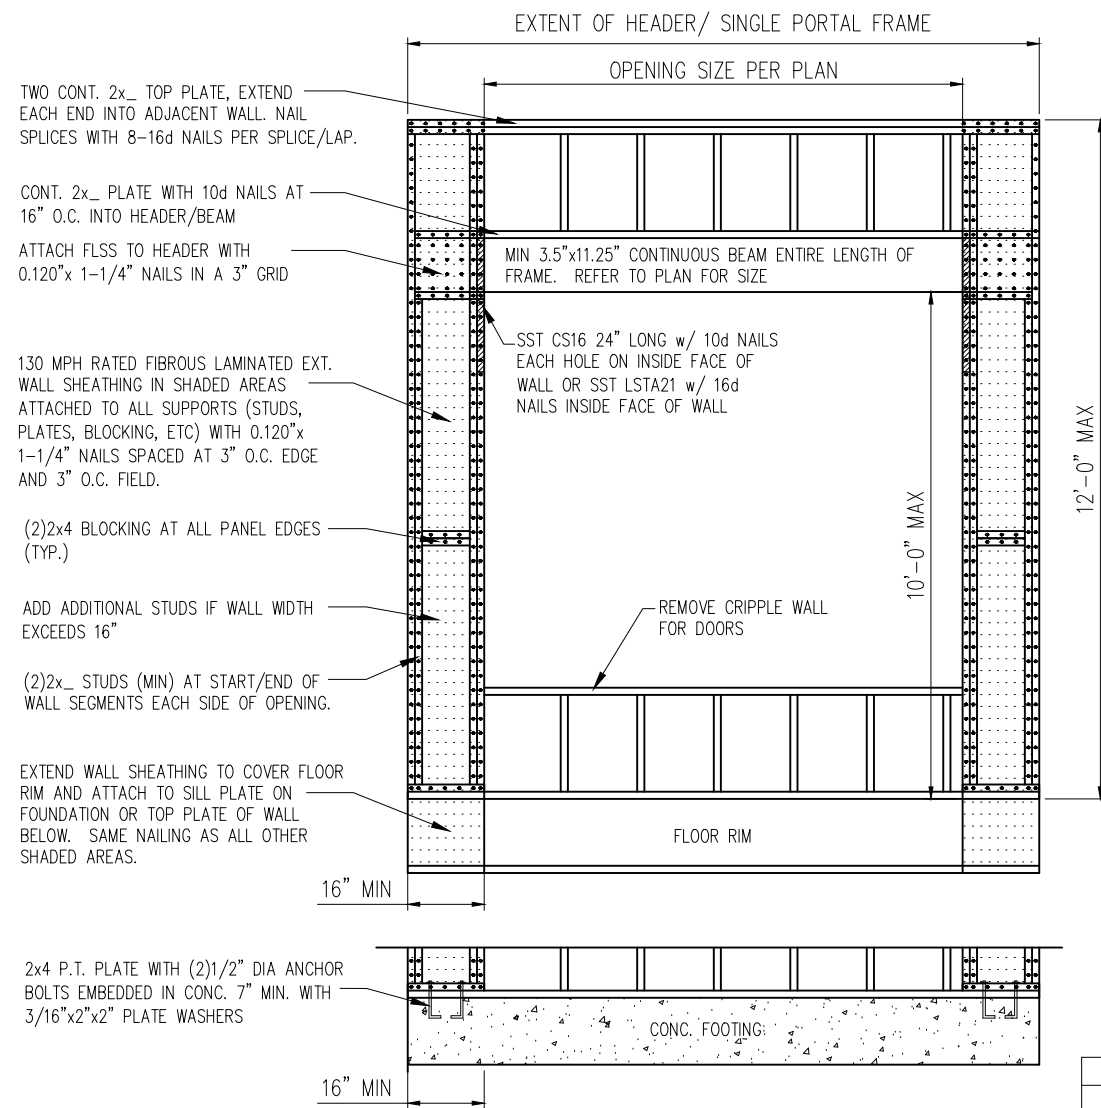 EXTENT OF HEADER/ SINGLE PORTAL FRAME
OPENING SIZE PER PLAN
TWO CONT. 2x_ TOP PLATE, EXTEND
EACH END INTO ADJACENT WALL. NAIL
SPLICES WITH 8-16d NAILS PER SPLICE/LAP.
CONT. 2x_ PLATE WITH 10d NAILS AT
16" O.C. INTO HEADER/BEAM
ATTACH FLSS TO HEADER WITH
0.120"x 1-1/4" NAILS IN A 3" GRID
MIN 3.5"x11.25" CONTINUOUS BEAM ENTIRE LENGTH OF
FRAME. REFER TO PLAN FOR SIZE
SST CS16 24" LONG w/ 10d NAILS
EACH HOLE ON INSIDE FACE OF
WALL OR SST LSTA21 w/ 16d
NAILS INSIDE FACE OF WALL
130 MPH RATED FIBROUS LAMINATED EXT.
WALL SHEATHING IN SHADED AREAS
ATTACHED TO ALL SUPPORTS (STUDS,
PLATES, BLOCKING, ETC) WITH 0.120"x
1-1/4" NAILS SPACED AT 3" O.C. EDGE
AND 3" O.C. FIELD.
12'-0" MAX
10'-0" MAX
(2)2x4 BLOCKING AT ALL PANEL EDGES
(TYP.)
ADD ADDITIONAL STUDS IF WALL WIDTH
EXCEEDS 16"
REMOVE CRIPPLE WALL
FOR DOORS
(2)2x_ STUDS (MIN) AT START/END OF
WALL SEGMENTS EACH SIDE OF OPENING.
EXTEND WALL SHEATHING TO COVER FLOOR
RIM AND ATTACH TO SILL PLATE ON
FOUNDATION OR TOP PLATE OF WALL
BELOW. SAME NAILING AS ALL OTHER
SHADED AREAS.
FLOOR RIM
16" MIN
2x4 P.T. PLATE WITH (2)1/2" DIA ANCHOR
BOLTS EMBEDDED IN CONC. 7" MIN. WITH
3/16"x2"x2" PLATE WASHERS
CONC. FOOTING
16" MIN